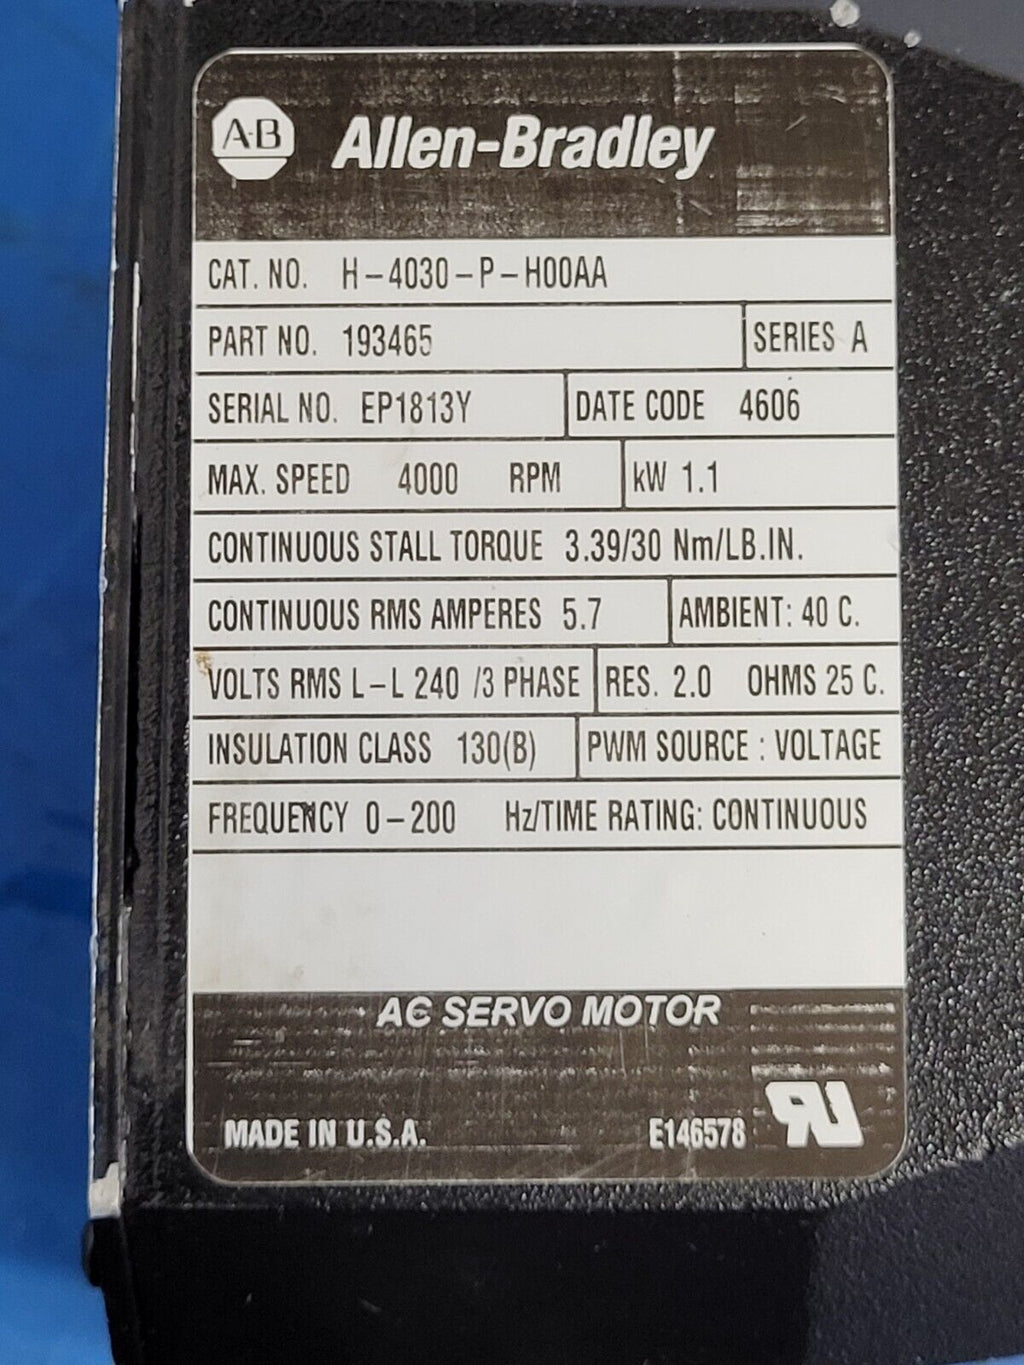 A-B Allen-Bradley
CAT. NO. H-4030-P-H00AA
PART NO. 193465 SERIES A
SERIAL NO. EP1813Y DATE CODE 4606
MAX. SPEED 4000 RPM kW 1.1
CONTINUOUS STALL TORQUE 3.39/30 Nm/LB.IN.
CONTINUOUS RMS AMPERES 5.7 AMBIENT: 40 C.
VOLTS RMS L-L 240 /3 PHASE RES. 2.0 OHMS 25 C.
INSULATION CLASS 130(B) PWM SOURCE : VOLTAGE
FREQUENCY 0-200 Hz/TIME RATING: CONTINUOUS
AC SERVO MOTOR
MADE IN U.S.A. E146578 RU